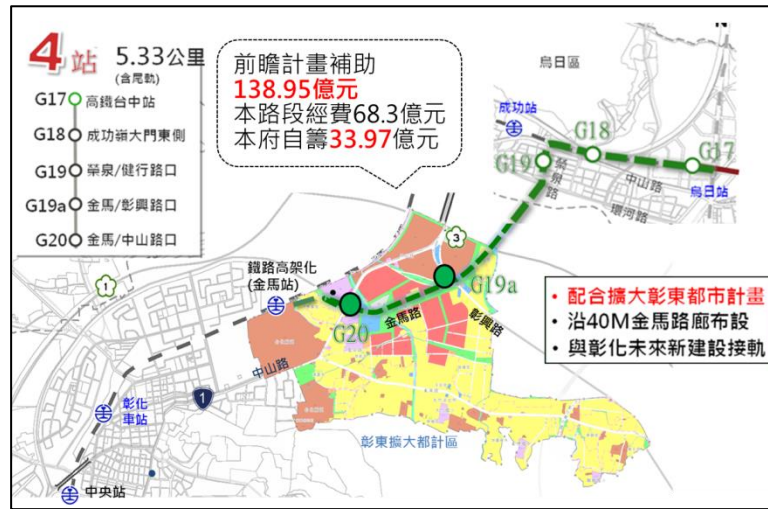 4站 5.33公里
(含尾軌)
G17 高鐵台中站
G18 成功嶺大門東側
G19 榮泉/健行路口
G19a 金馬/彰興路口
G20 金馬/中山路口
前瞻計畫補助
138.95億元
本路段經費68.3億元
本府自籌33.97億元
N
烏日區
成功站
G18
G19
G17
榮泉路
中山路
烏日站
環河路
3
1
鐵路高架化
(金馬站)
G19a
G20
金馬路
彰興路
中山路
1
彰化
車站
彰東擴大都計區
中央站
• 配合擴大彰東都市計畫
• 沿40M金馬路廊布設
• 與彰化未來新建設接軌